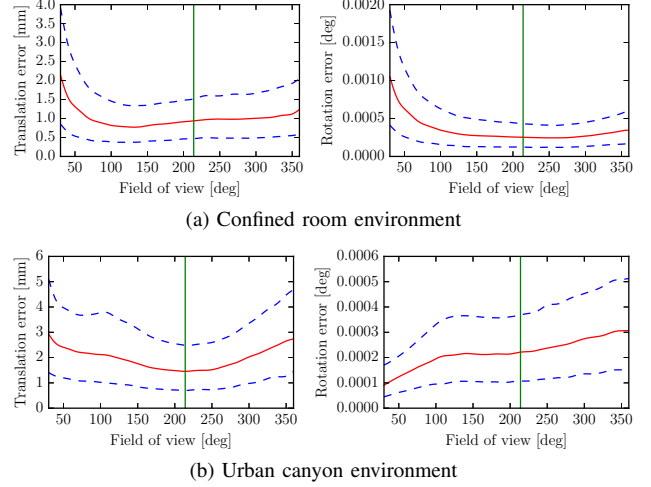 Translation error [mm]
4.0
3.5
3.0
2.5
2.0
1.5
1.0
0.5
0.0
50 100 150 200 250 300 350
Field of view [deg]
Rotation error [deg]
0.0020
0.0015
0.0010
0.0005
0.0000
50 100 150 200 250 300 350
Field of view [deg]
(a) Confined room environment
Translation error [mm]
6
5
4
3
2
1
0
50 100 150 200 250 300 350
Field of view [deg]
Rotation error [deg]
0.0006
0.0005
0.0004
0.0003
0.0002
0.0001
0.0000
50 100 150 200 250 300 350
Field of view [deg]
(b) Urban canyon environment